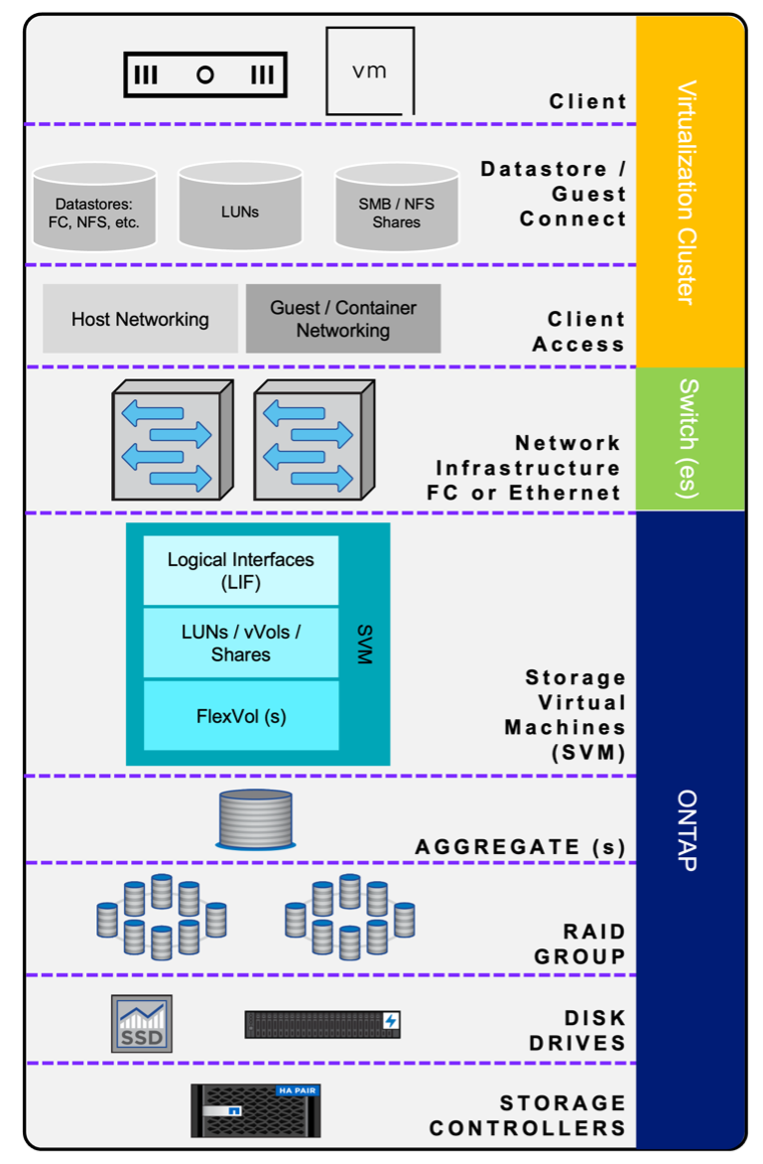 vm
Client
Virtualization Cluster
Datastores:
FC, NFS, etc.
LUNs
SMB / NFS
Shares
Datastore /
Guest
Connect
Host Networking
Guest / Container
Networking
Client
Access
Network
Infrastructure
FC or Ethernet
Switch (es)
Logical Interfaces
(LIF)
LUNs / vVols /
Shares
FlexVol (s)
SVM
Storage
Virtual
Machines
(SVM)
ONTAP
AGGREGATE (s)
RAID
GROUP
SSD
DISK
DRIVES
HA PAIR
STORAGE
CONTROLLERS